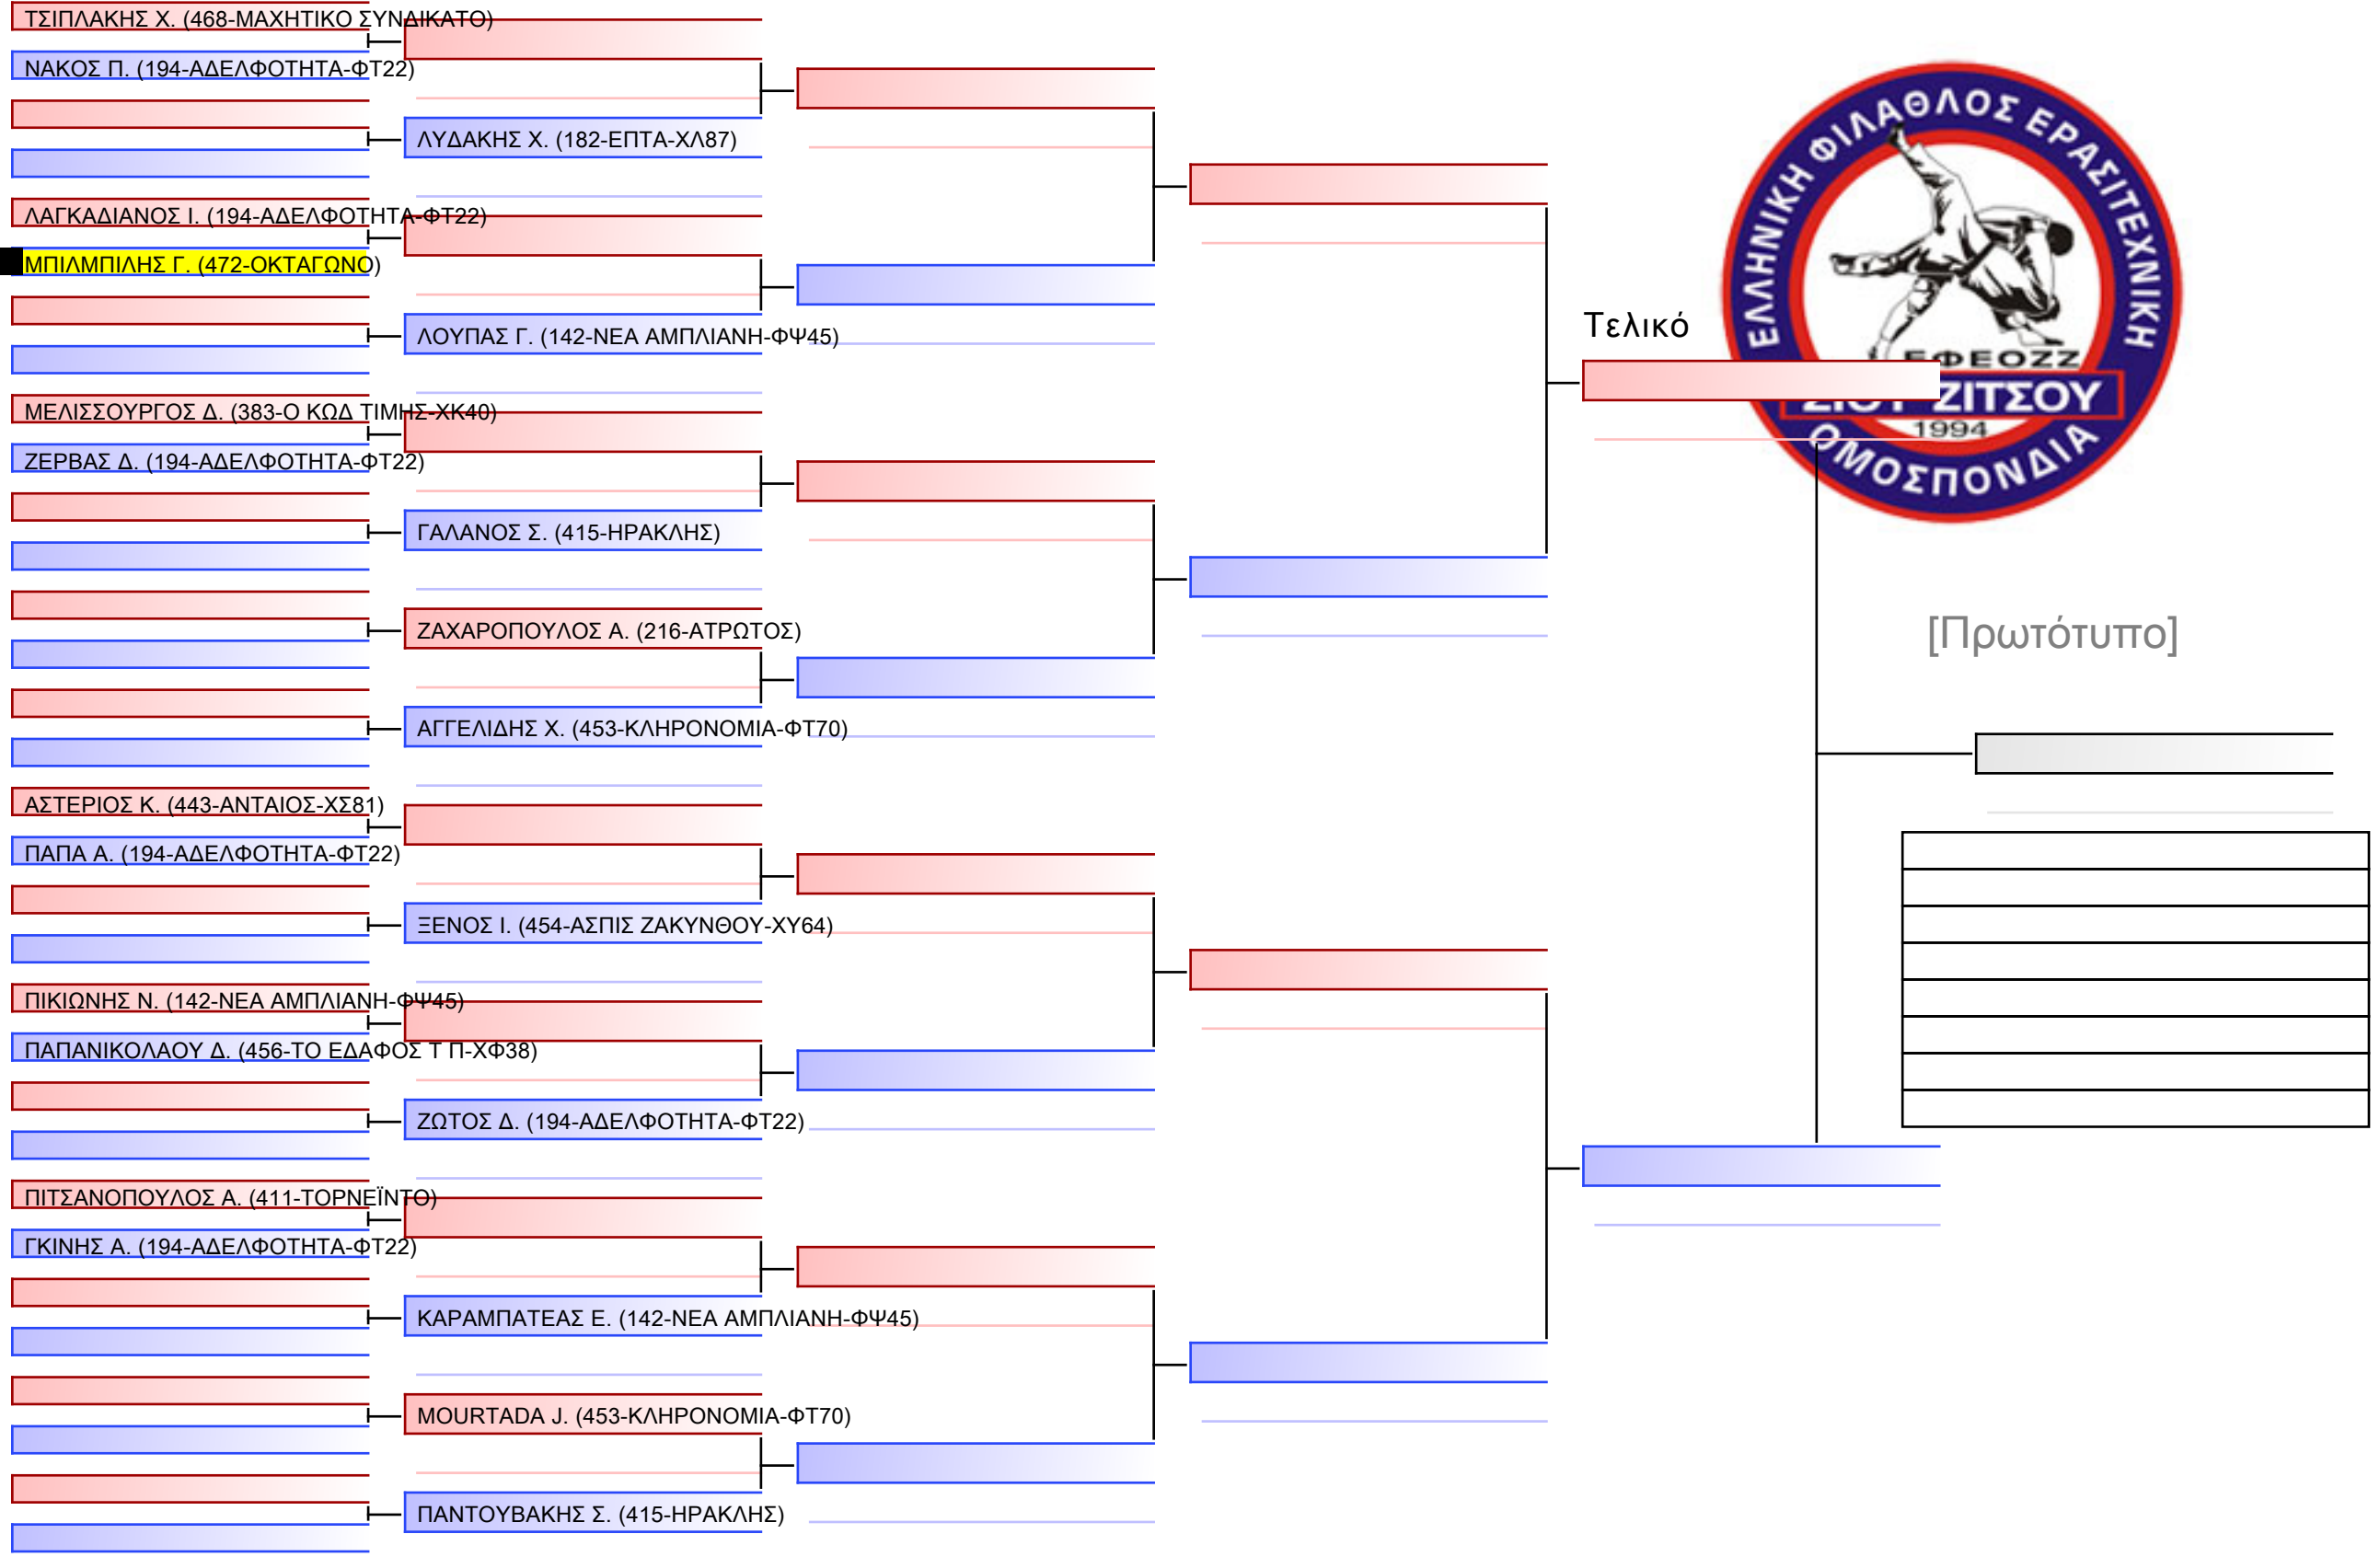 ΤΣΙΠΛΑΚΗΣ Χ. (468-ΜΑΧΗΤΙΚΟ ΣΥΝΔΙΚΑΤΟ)
ΝΑΚΟΣ Π. (194-ΑΔΕΛΦΟΤΗΤΑ-ΦΤ22)
ΛΥΔΑΚΗΣ Χ. (182-ΕΠΤΑ-ΧΛ87)
ΛΑΓΚΑΔΙΑΝΟΣ Ι. (194-ΑΔΕΛΦΟΤΗΤΑ-ΦΤ22)
ΜΠΙΛΜΠΙΛΗΣ Γ. (472-ΟΚΤΑΓΩΝΟ)
ΛΟΥΠΑΣ Γ. (142-ΝΕΑ ΑΜΠΛΙΑΝΗ-ΦΨ45)
ΜΕΛΙΣΣΟΥΡΓΟΣ Δ. (383-Ο ΚΩΔ ΤΙΜΗΣ-ΧΚ40)
ΖΕΡΒΑΣ Δ. (194-ΑΔΕΛΦΟΤΗΤΑ-ΦΤ22)
ΓΑΛΑΝΟΣ Σ. (415-ΗΡΑΚΛΗΣ)
ΖΑΧΑΡΟΠΟΥΛΟΣ Α. (216-ΑΤΡΩΤΟΣ)
ΑΓΓΕΛΙΔΗΣ Χ. (453-ΚΛΗΡΟΝΟΜΙΑ-ΦΤ70)
ΑΣΤΕΡΙΟΣ Κ. (443-ΑΝΤΑΙΟΣ-ΧΣ81)
ΠΑΠΑ Α. (194-ΑΔΕΛΦΟΤΗΤΑ-ΦΤ22)
ΞΕΝΟΣ Ι. (454-ΑΣΠΙΣ ΖΑΚΥΝΘΟΥ-ΧΥ64)
ΠΙΚΙΩΝΗΣ Ν. (142-ΝΕΑ ΑΜΠΛΙΑΝΗ-ΦΨ45)
ΠΑΠΑΝΙΚΟΛΑΟΥ Δ. (456-ΤΟ ΕΔΑΦΟΣ Τ Π-ΧΦ38)
ΖΩΤΟΣ Δ. (194-ΑΔΕΛΦΟΤΗΤΑ-ΦΤ22)
ΠΙΤΣΑΝΟΠΟΥΛΟΣ Α. (411-ΤΟΡΝΕΪΝΤΟ)
ΓΚΙΝΗΣ Α. (194-ΑΔΕΛΦΟΤΗΤΑ-ΦΤ22)
ΚΑΡΑΜΠΑΤΕΑΣ Ε. (142-ΝΕΑ ΑΜΠΛΙΑΝΗ-ΦΨ45)
MOURTADA J. (453-ΚΛΗΡΟΝΟΜΙΑ-ΦΤ70)
ΠΑΝΤΟΥΒΑΚΗΣ Σ. (415-ΗΡΑΚΛΗΣ)
Τελικό
ΕΛΛΗΝΙΚΗ ΦΙΛΑΘΛΟΣ ΕΡΑΣΙΤΕΧΝΙΚΗ
ΕΦΕΟΖΖ
ΖΙΤΣΟΥ
1994
ΟΜΟΣΠΟΝΔΙΑ
[Πρωτότυπο]